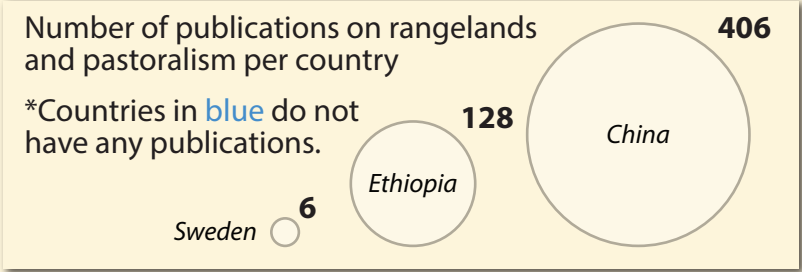 Number of publications on rangelands
and pastoralism per country
*Countries in blue do not
have any publications.
406
128
China
Ethiopia
6
Sweden